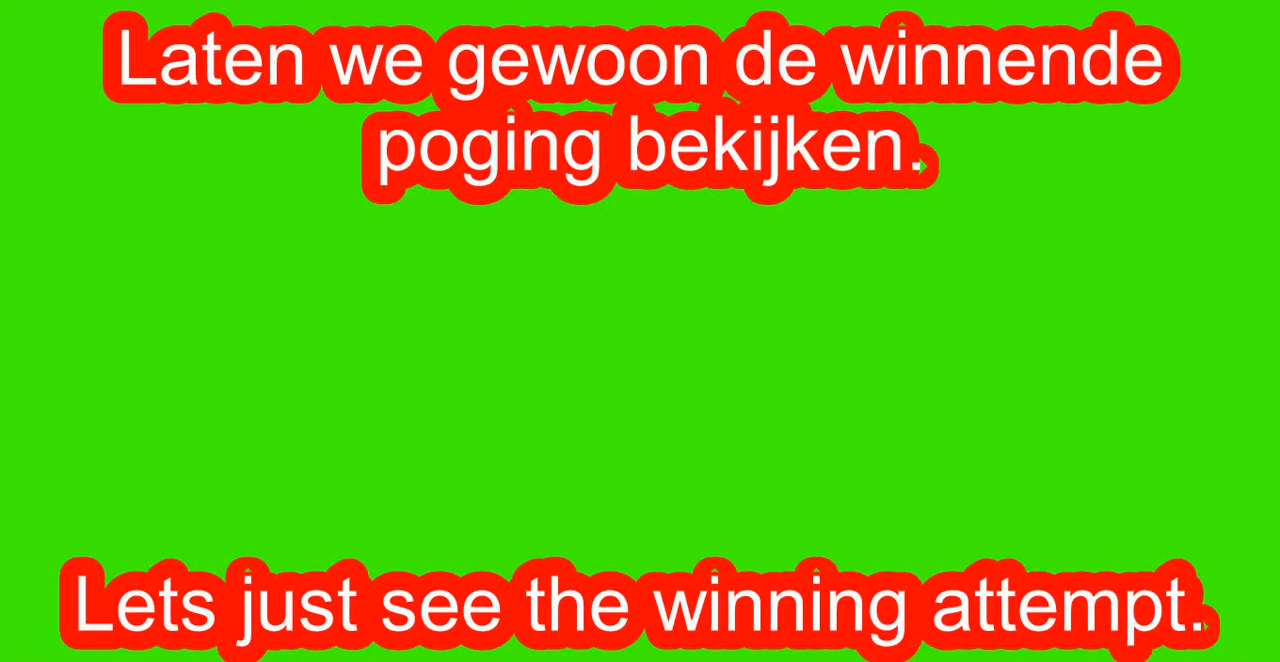 Laten we gewoon de winnende
poging bekijken.
Lets just see the winning attempt.